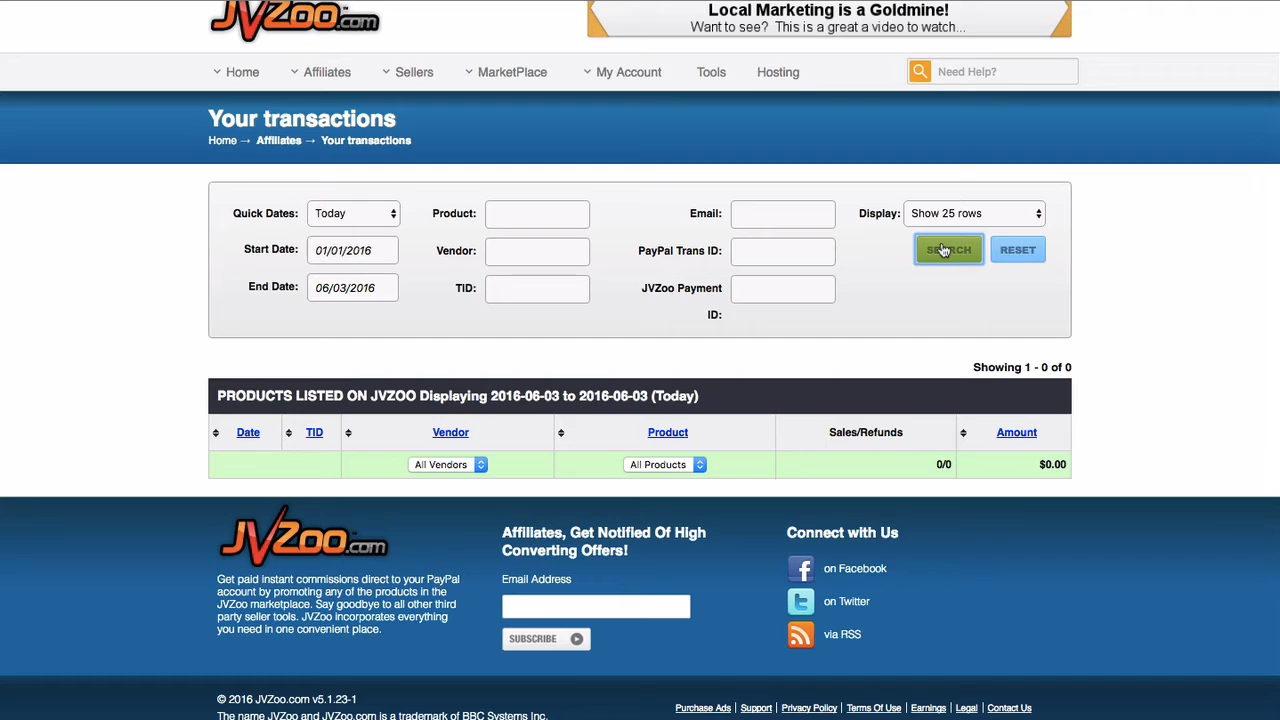 JVZoo.com
Local Marketing is a Goldmine!
Want to see? This is a great a video to watch...
Home Affiliates Sellers MarketPlace My Account Tools Hosting Need Help?
Your transactions
Home → Affiliates → Your transactions
Quick Dates: Today Product: Email: Display: Show 25 rows
Start Date: 01/01/2016 Vendor: PayPal Trans ID: SEARCH RESET
End Date: 06/03/2016 TID: JVZoo Payment
ID:
Showing 1 - 0 of 0
PRODUCTS LISTED ON JVZOO Displaying 2016-06-03 to 2016-06-03 (Today)
Date TID Vendor Product Sales/Refunds Amount
All Vendors All Products 0/0 $0.00
JVZoo.com
Get paid instant commissions direct to your PayPal
account by promoting any of the products in the
JVZoo marketplace. Say goodbye to all other third
party seller tools. JVZoo incorporates everything
you need in one convenient place.
Affiliates, Get Notified Of High
Converting Offers!
Email Address
SUBSCRIBE
Connect with Us
on Facebook
on Twitter
via RSS
© 2016 JVZoo.com v5.1.23-1
The name JVZoo and JVZoo.com is a trademark of BBC Systems Inc.
Purchase Ads | Support | Privacy Policy | Terms Of Use | Earnings | Legal | Contact Us